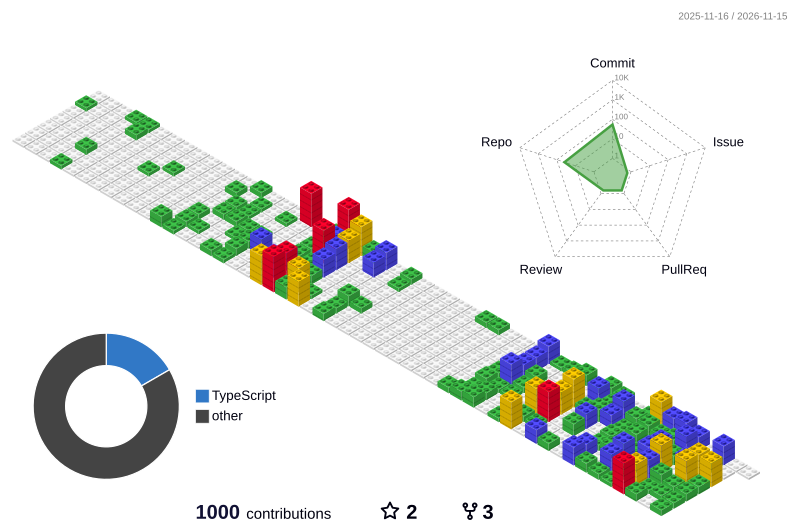 2025-11-16 / 2026-11-15
Commit
10K
1K
100
Repo
Issue
Review
PullReq
TypeScript
other
1000 contributions
2
3